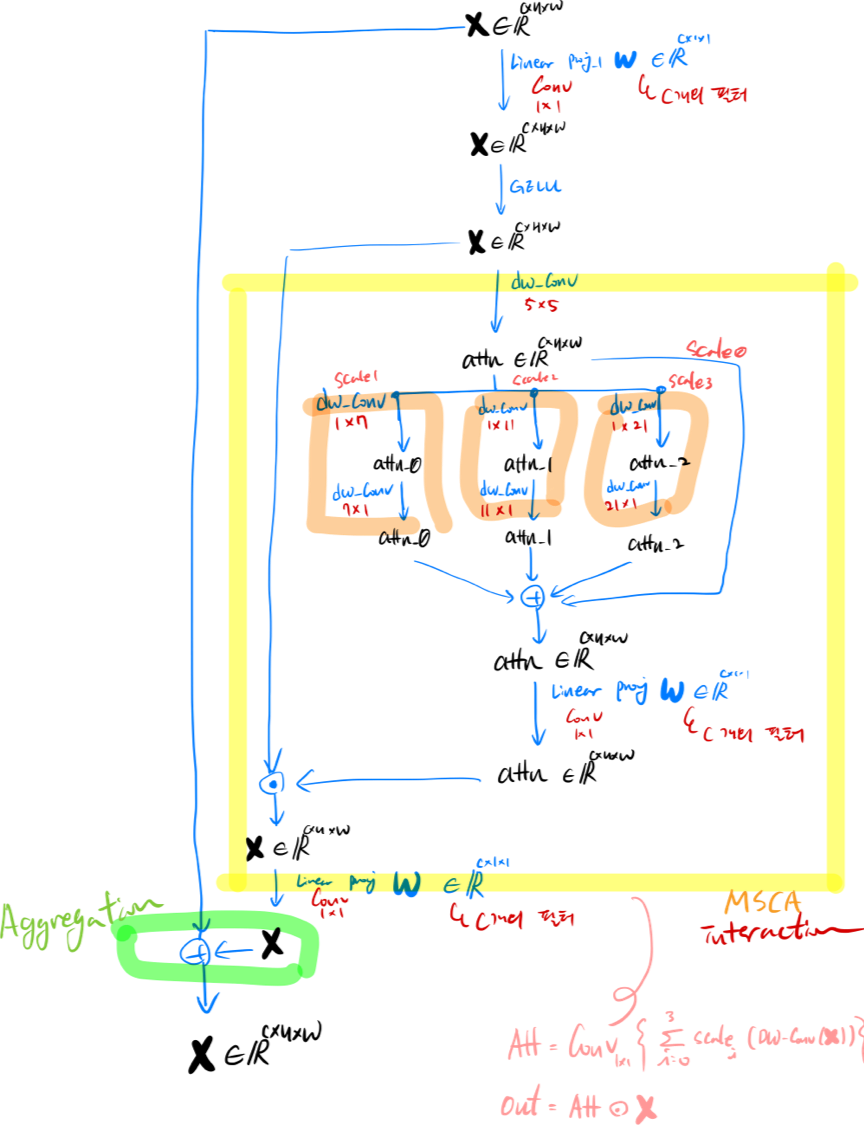 X ∈ ℝ^{C×H×W}
Linear proj_1 W ∈ ℝ^{C×1×1}
Conv
1×1
C개의 필터
X ∈ ℝ^{C×H×W}
GELU
X ∈ ℝ^{C×H×W}
dw_Conv
5×5
attn ∈ ℝ^{C×H×W}
Scale0
Scale1
Scale2
Scale3
dw_Conv dw_Conv dw_Conv
1×7 1×11 1×21
attn_0 attn_1 attn_2
dw_Conv dw_Conv dw_Conv
7×1 11×1 21×1
attn_0 attn_1 attn_2
+
attn ∈ ℝ^{C×H×W}
Linear proj W ∈ ℝ^{C×1×1}
Conv
1×1
C개의 필터
attn ∈ ℝ^{C×H×W}
X ∈ ℝ^{C×H×W}
Linear proj W ∈ ℝ^{C×1×1}
Conv
1×1
C개의 필터
MSCA
interaction
Aggregation
+ X
X ∈ ℝ^{C×H×W}
Att = Conv_{1×1} { ∑_{i=0}^{3} Scale_i (DW-Conv(X)) }
Out = Att ⊙ X